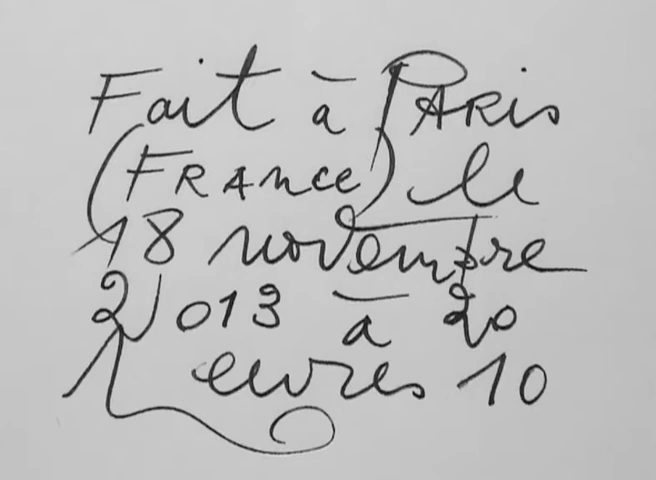 Fait à PARIS
(FRANCE) le
18 novembre
2013 à 20
heures 10